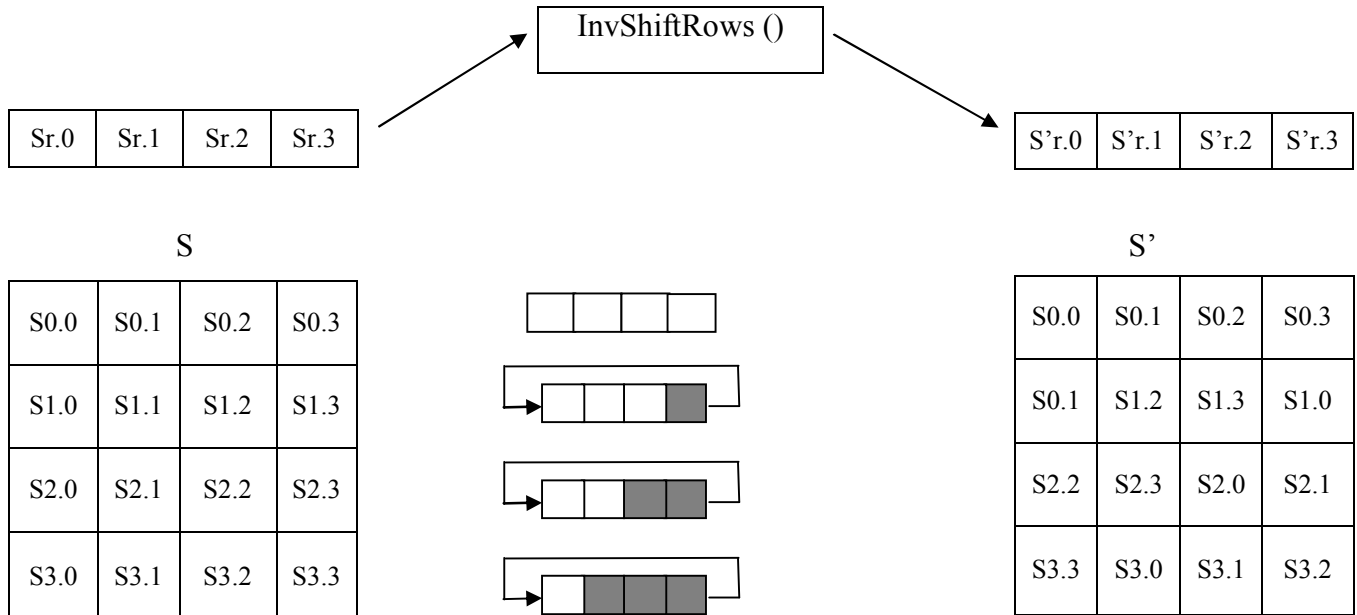 InvShiftRows ()
Sr.0 Sr.1 Sr.2 Sr.3
S’r.0 S’r.1 S’r.2 S’r.3
S
S’
S0.0 S0.1 S0.2 S0.3
S1.0 S1.1 S1.2 S1.3
S2.0 S2.1 S2.2 S2.3
S3.0 S3.1 S3.2 S3.3
S0.0 S0.1 S0.2 S0.3
S0.1 S1.2 S1.3 S1.0
S2.2 S2.3 S2.0 S2.1
S3.3 S3.0 S3.1 S3.2